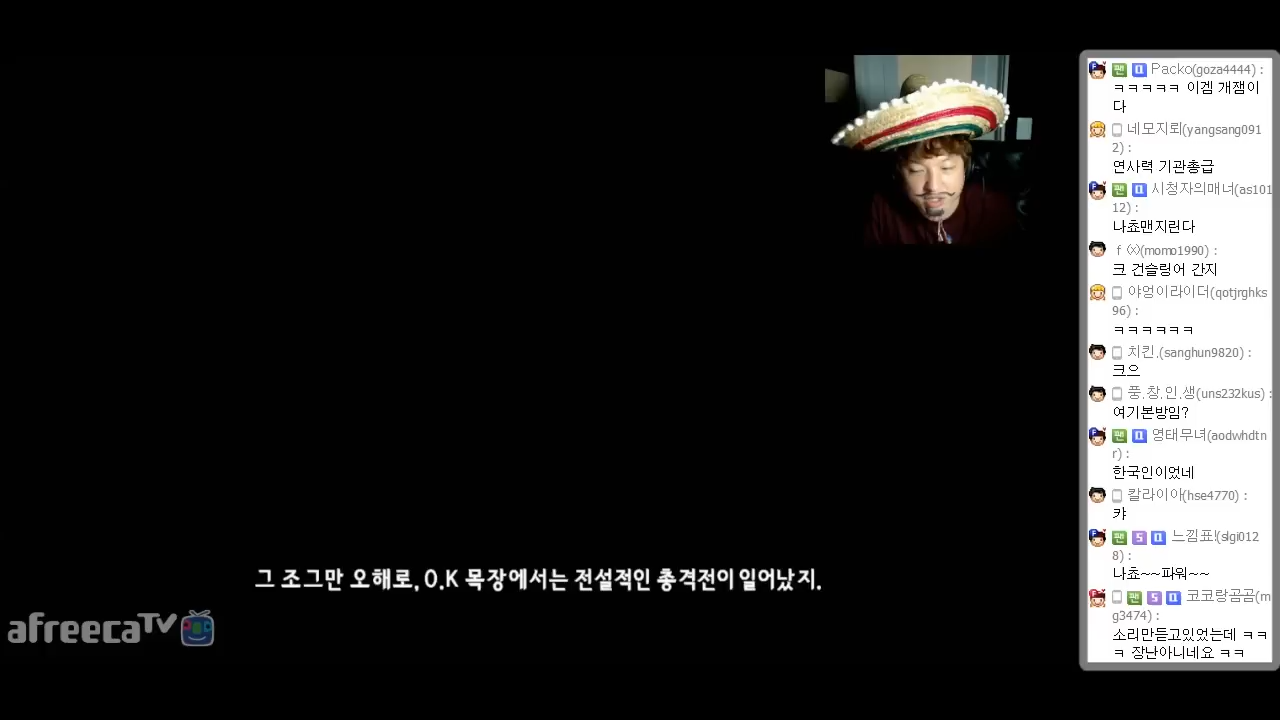 Packo(goza4444) :
ㅋㅋㅋㅋㅋ 이겜 개잼이
다
네모지뢰(yangsang091
2) :
연사력 기관총급
시청자의매너(as101
12) :
나쵸맨지린다
f(x)(momo1990) :
크 건슬링어 간지
야엉이라이더(qotjrghks
96) :
ㅋㅋㅋㅋㅋㅋ
치킨.(sanghun9820) :
크으
풍.창.인.생(uns232kus) :
여기본방임?
영태무녀(aodwhdtn
r) :
한국인이었네
칼라이아(hse4770) :
캬
느낌표!(slgi012
8) :
나쵸~~파워~~
코코랑곰곰(m
g3474) :
소리만듣고있었는데 ㅋㅋ
ㅋ 장난아니네요 ㅋㅋ
그 조그만 오해로, O.K 목장에서는 전설적인 총격전이 일어났지.
afreecaTV